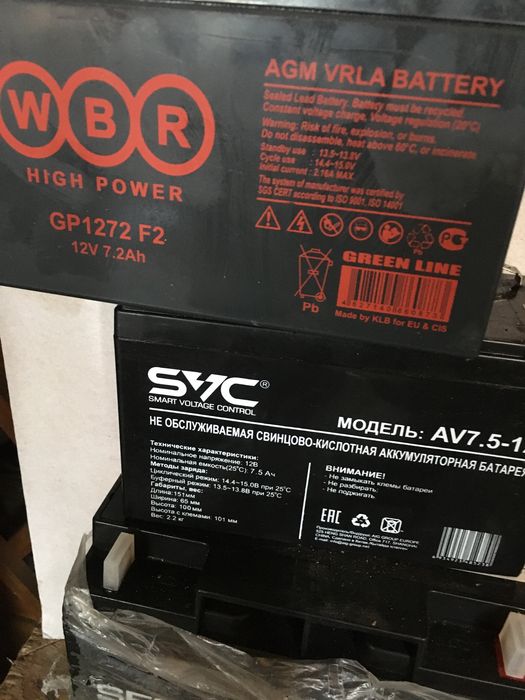 WBR
HIGH POWER
GP1272 F2
12V 7.2Ah
AGM VRLA BATTERY
Sealed Lead Battery. Battery must be recycled.
Constant voltage charge. Voltage regulation (20°C)
Warning: Risk of fire, explosion, or burns.
Do not disassemble, heat above 60°C, or incinerate
Standby use : 13.5~13.8V
Cycle use : 14.4~15.0V
Initial current : 2.16A MAX.
The system of manufacture was certified by
SGS CERT according to ISO 9001, ISO 14001
Pb
GREEN LINE
Made by KLB for EU & CIS
SVC®
SMART VOLTAGE CONTROL
МОДЕЛЬ: AV7.5-1
НЕ ОБСЛУЖИВАЕМАЯ СВИНЦОВО-КИСЛОТНАЯ АККУМУЛЯТОРНАЯ БАТАРЕ
Технические характеристики:
Номинальное напряжение: 12В
Номинальная емкость(25°С): 7.5 Ач
Методы заряда:
Циклический режим: 14.4~15.0В при 25°С
Буферный режим: 13.5~13.8В при 25°С
Габариты, вес:
Длина:151мм
Ширина: 65 мм
Высота: 100 мм
Высота с клемами: 101 мм
Вес: 2.2 кг
ВНИМАНИЕ!
- Не замыкать клемы батареи
- Не разбирать.
- Не поджигать